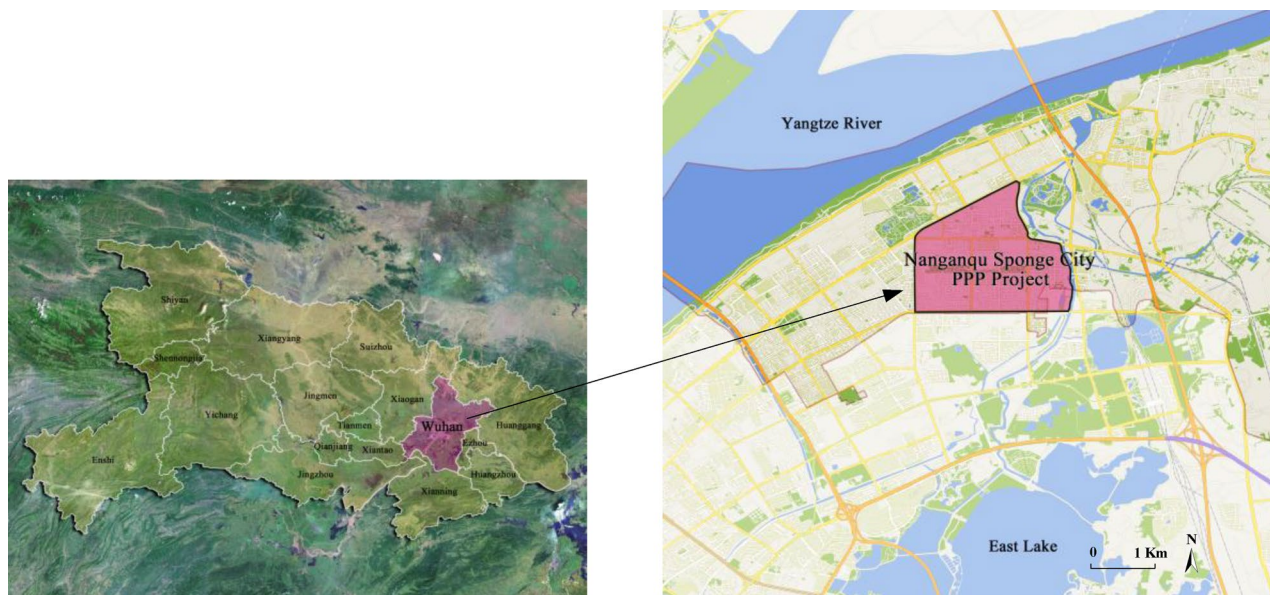 Shiyan
Shennongjia
Xiangyang
Suizhou
Yichang
Jingmen
Xiaogan
Tianmen
Wuhan
Huanggang
Qianjiang
Xiantao
Ezhou
Enshi
Jingzhou
Huangzhou
Xianning
Yangtze River
Nanganqu Sponge City
PPP Project
East Lake
0 1 Km
N